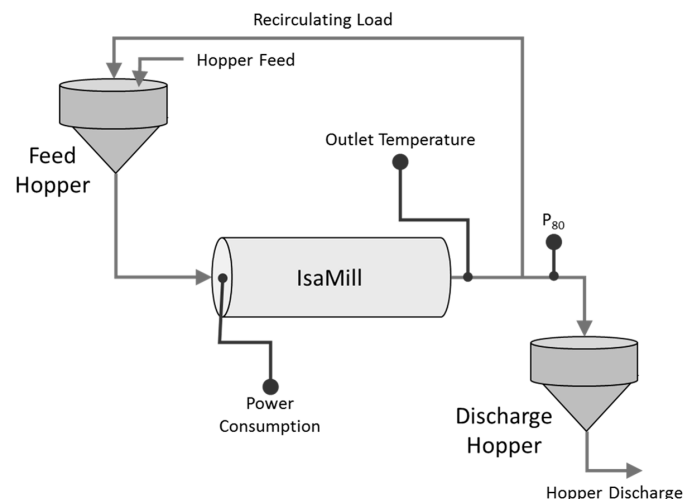 Recirculating Load
Hopper Feed
Feed
Hopper
Outlet Temperature
P80
IsaMill
Power
Consumption
Discharge
Hopper
Hopper Discharge